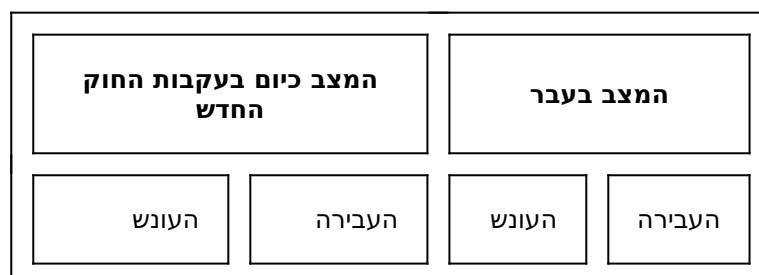 המצב בעבר
המצב כיום בעקבות החוק
החדש
העבירה
העונש
העבירה
העונש